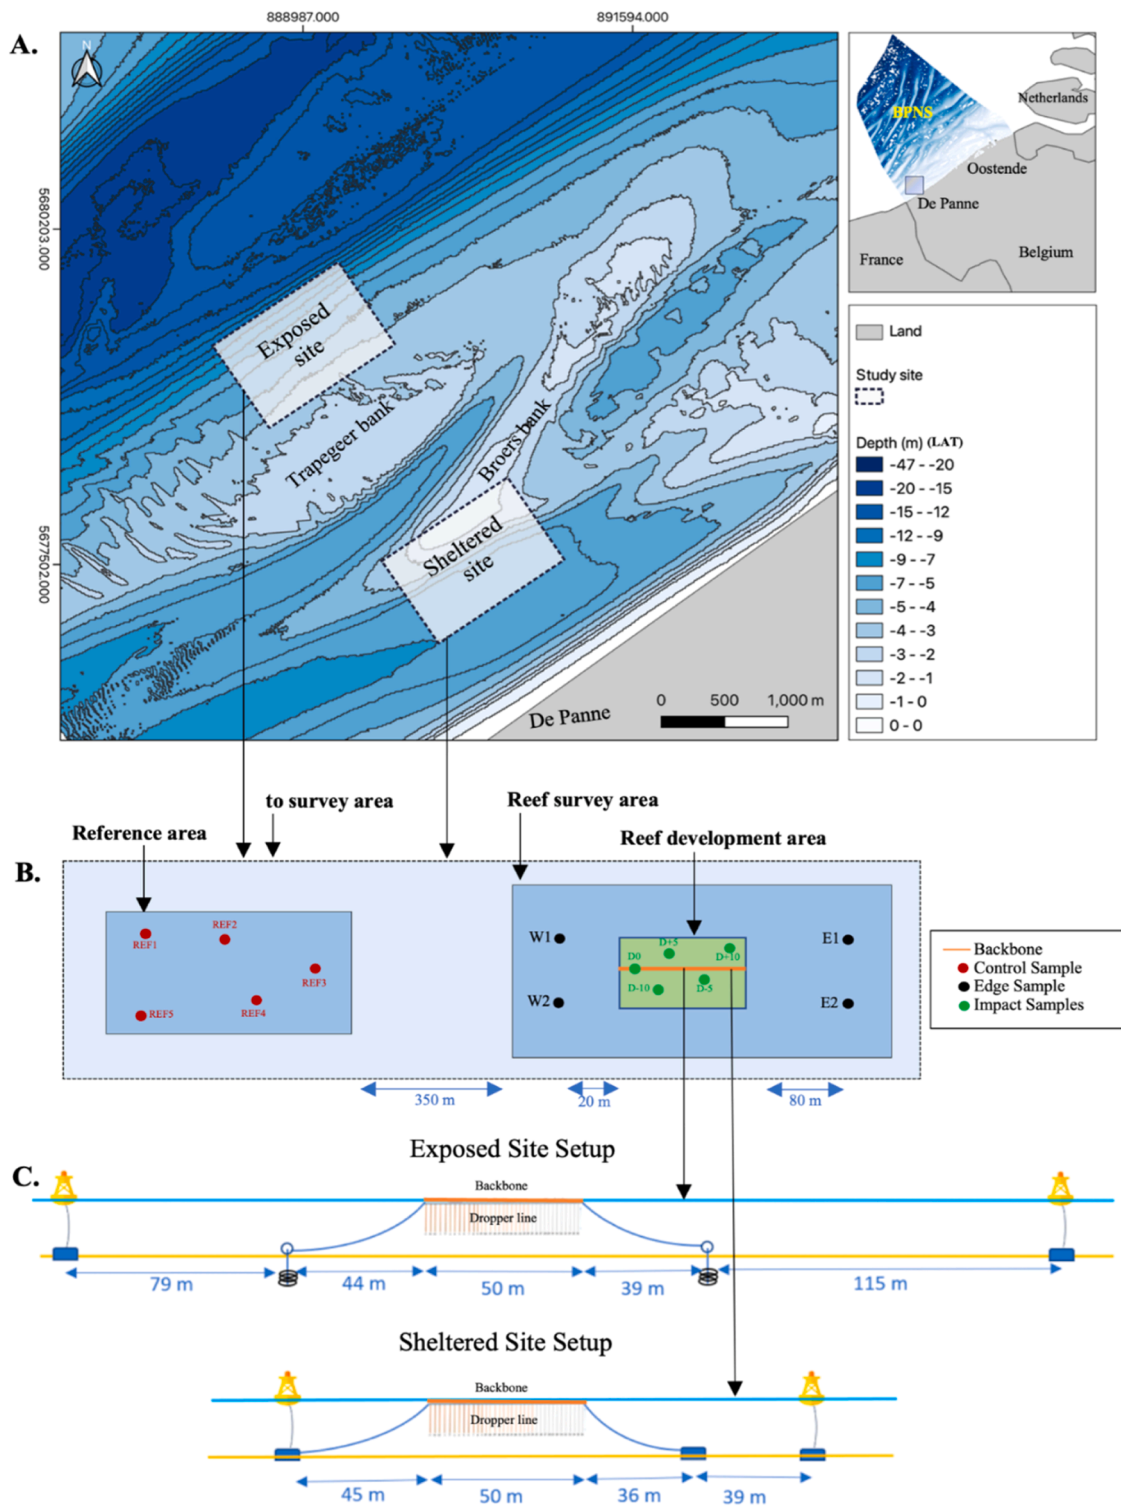 888987.000
891594.000
A.
N
5680203.000
5677502.000
Exposed
site
Trapegeer bank
Broers bank
Sheltered
site
De Panne
0
500
1,000 m
BPNS
Netherlands
Oostende
De Panne
France
Belgium
Land
Study site
Depth (m) (LAT)
-47 - -20
-20 - -15
-15 - -12
-12 - -9
-9 - -7
-7 - -5
-5 - -4
-4 - -3
-3 - -2
-2 - -1
-1 - 0
0 - 0
to survey area
Reef survey area
Reference area
Reef development area
B.
REF1
REF2
REF3
REF4
REF5
W1
W2
D0
D+5
D+10
D-10
D-5
E1
E2
Backbone
Control Sample
Edge Sample
Impact Samples
350 m
20 m
80 m
Exposed Site Setup
C.
Backbone
Dropper line
79 m
44 m
50 m
39 m
115 m
Sheltered Site Setup
Backbone
Dropper line
45 m
50 m
36 m
39 m